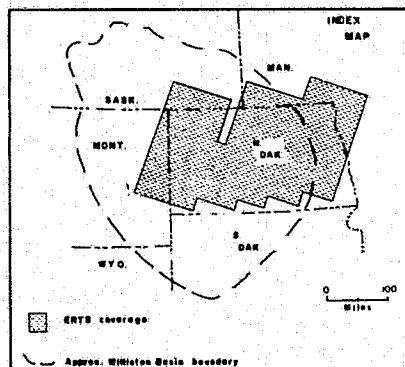 INDEX
MAP
MAN.
SASK.
MONT.
N.
DAK.
S.
DAK
WYO.
0 100
Miles
ERTS coverage
Approx. Williston Basin boundary